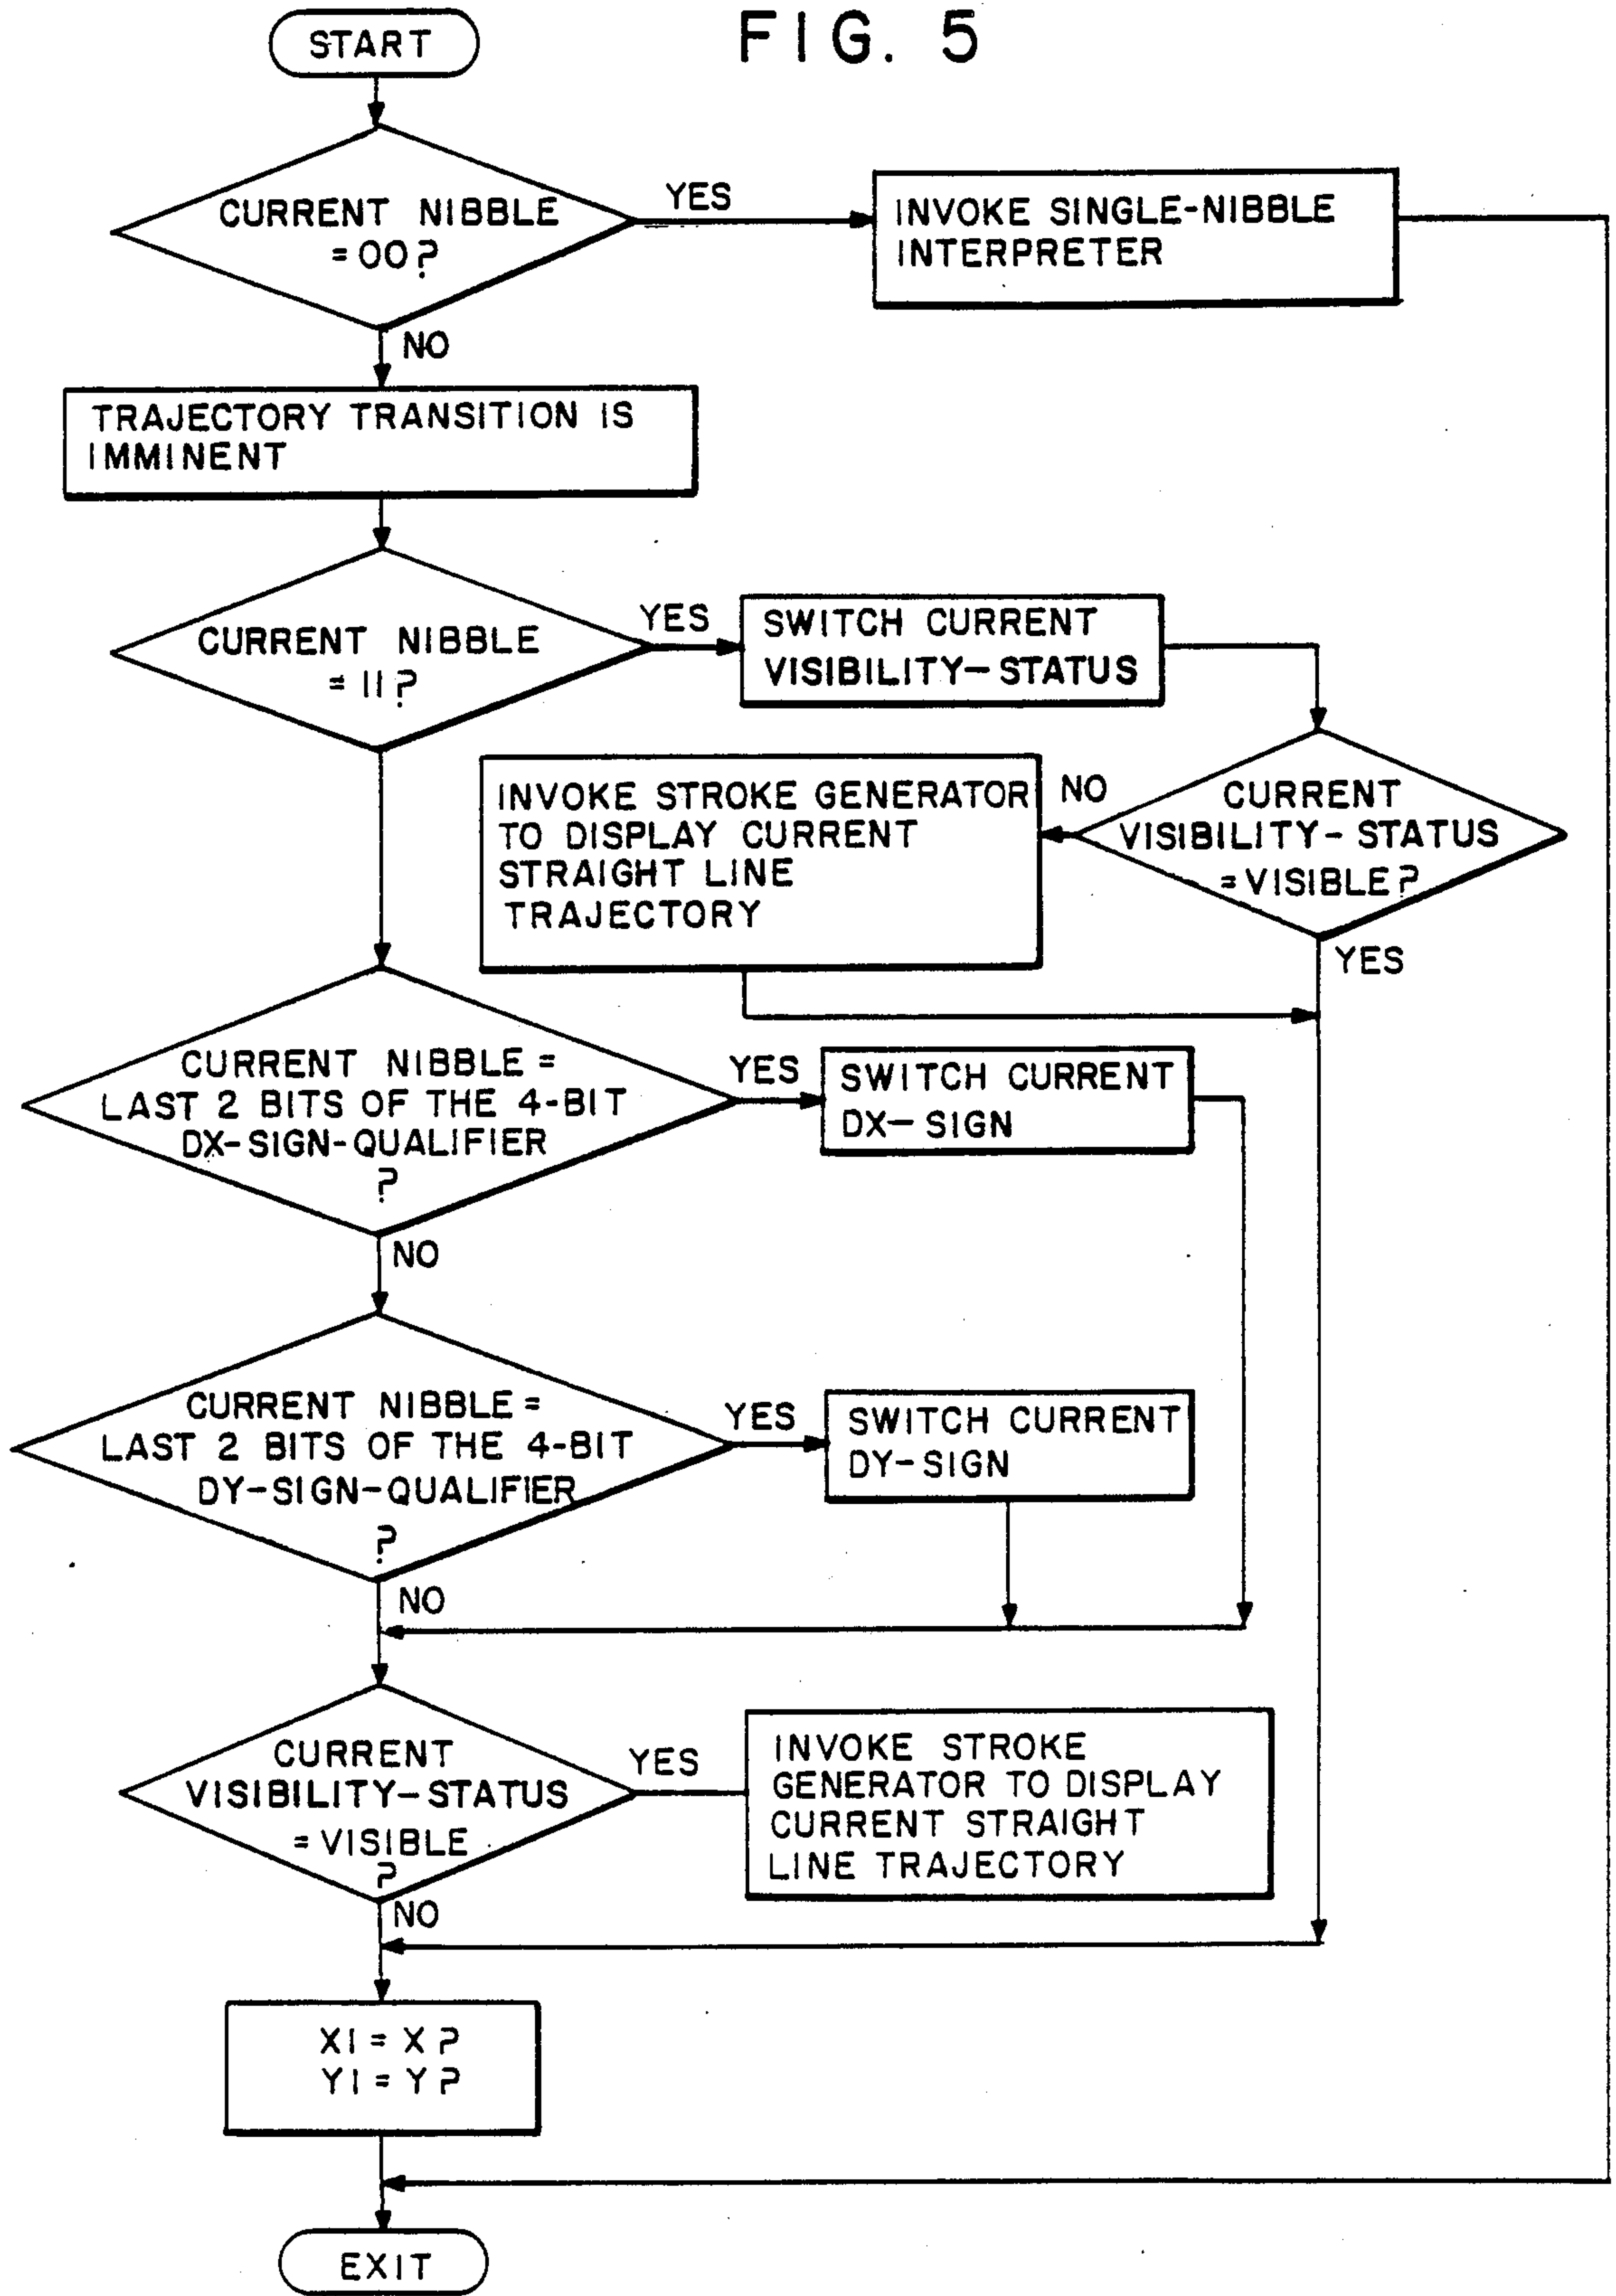 FIG. 5
START
CURRENT NIBBLE
=00?
YES
INVOKE SINGLE-NIBBLE
INTERPRETER
NO
TRAJECTORY TRANSITION IS
IMMINENT
CURRENT NIBBLE
=11?
YES
SWITCH CURRENT
VISIBILITY-STATUS
CURRENT
VISIBILITY-STATUS
=VISIBLE?
NO
INVOKE STROKE GENERATOR
TO DISPLAY CURRENT
STRAIGHT LINE
TRAJECTORY
YES
CURRENT NIBBLE=
LAST 2 BITS OF THE 4-BIT
DX-SIGN-QUALIFIER
?
YES
SWITCH CURRENT
DX-SIGN
NO
CURRENT NIBBLE=
LAST 2 BITS OF THE 4-BIT
DY-SIGN-QUALIFIER
?
YES
SWITCH CURRENT
DY-SIGN
NO
CURRENT
VISIBILITY-STATUS
=VISIBLE
?
YES
INVOKE STROKE
GENERATOR TO DISPLAY
CURRENT STRAIGHT
LINE TRAJECTORY
NO
X1=X?
Y1=Y?
EXIT